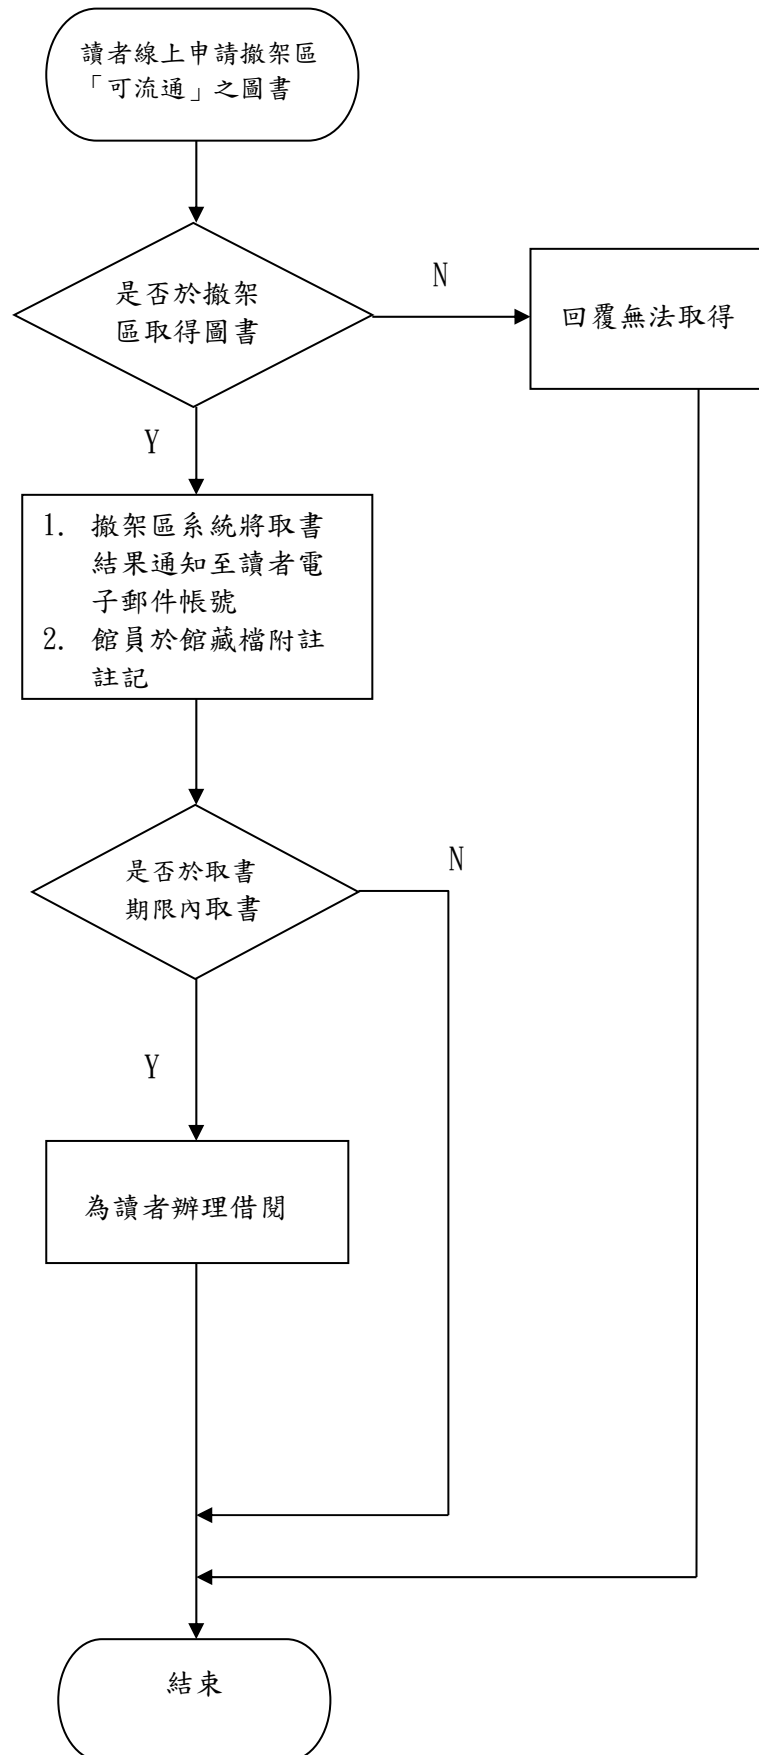 讀者線上申請撤架區
「可流通」之圖書
是否於撤架
區取得圖書
N
回覆無法取得
Y
1. 撤架區系統將取書
結果通知至讀者電
子郵件帳號
2. 館員於館藏檔附註
註記
是否於取書
期限內取書
N
Y
為讀者辦理借閱
結束